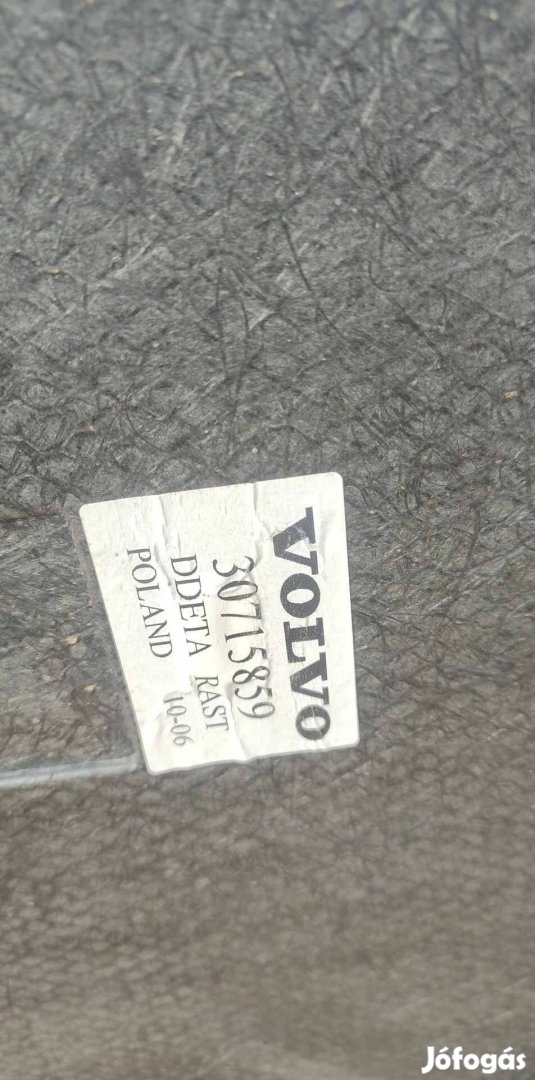 VOLVO
30715859
DDETA RAST
POLAND 10-06
Jófogás